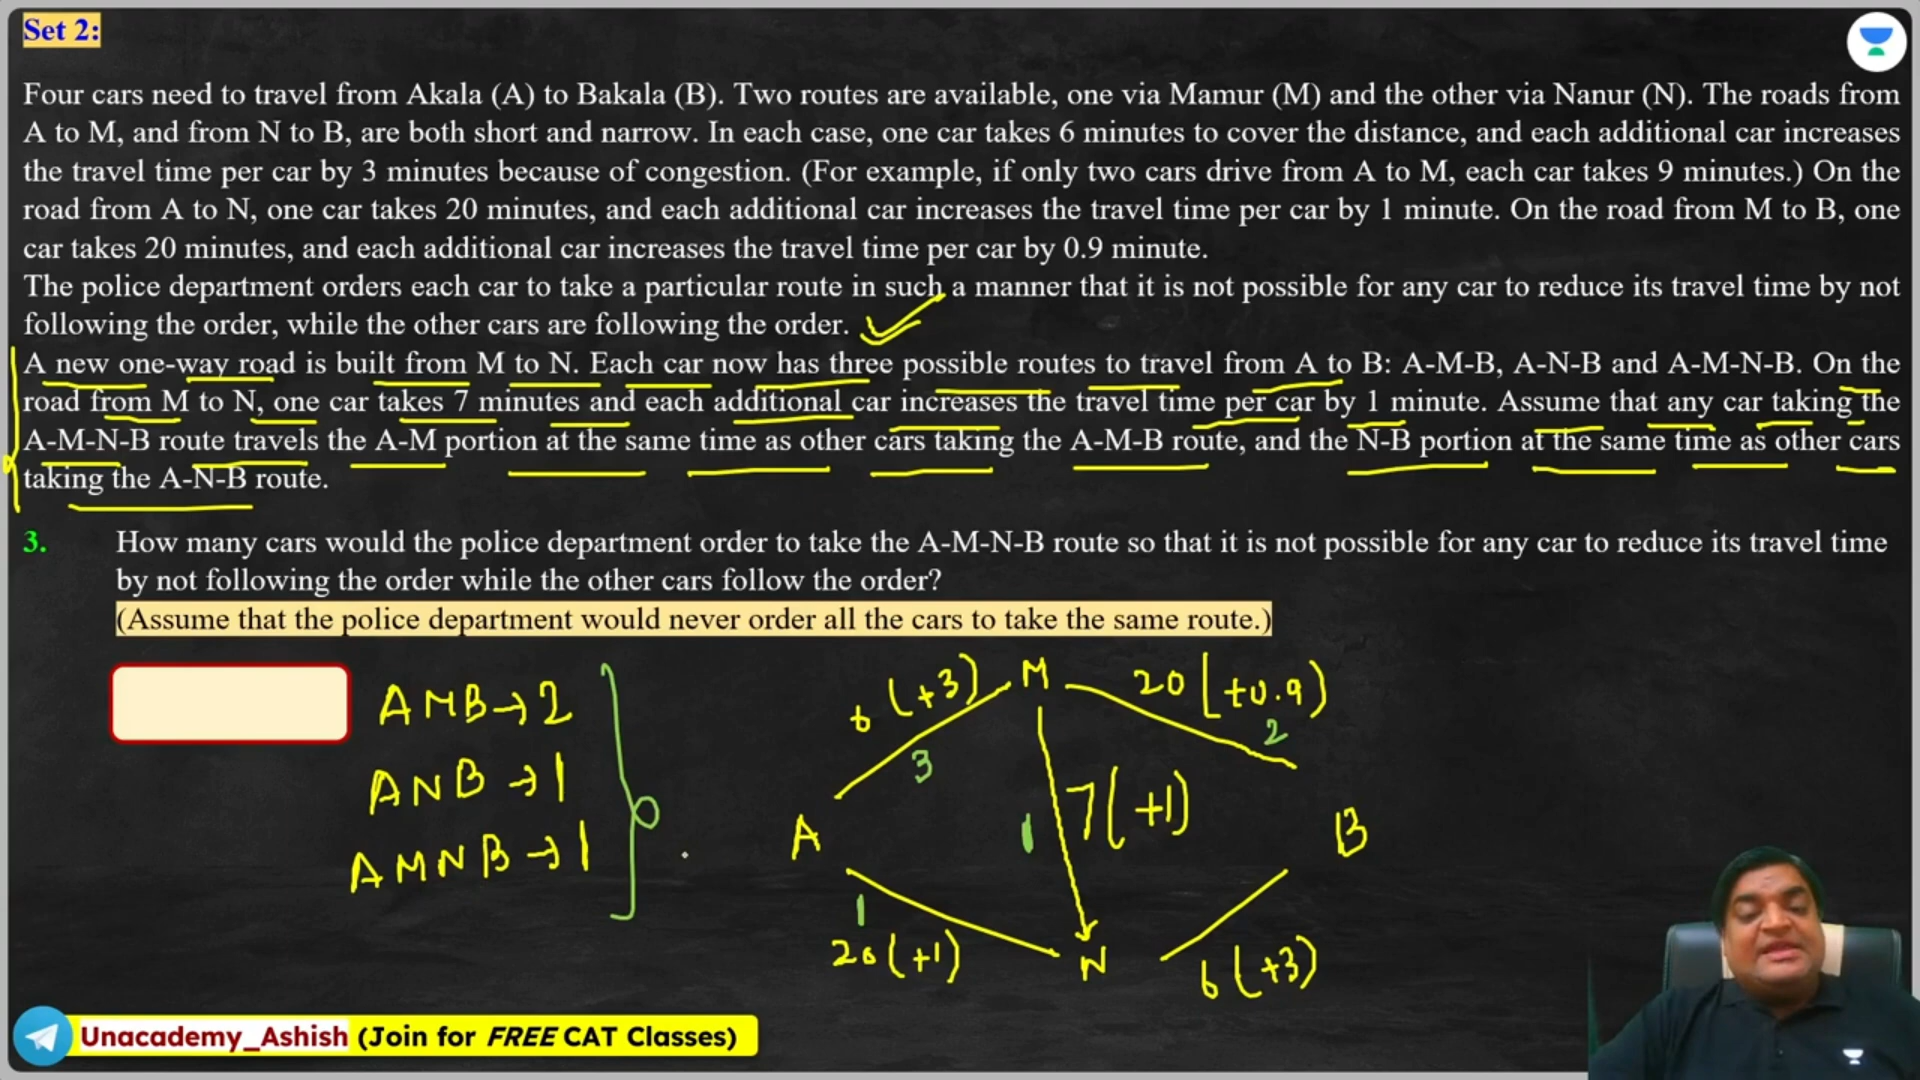 Set 2:
Four cars need to travel from Akala (A) to Bakala (B). Two routes are available, one via Mamur (M) and the other via Nanur (N). The roads from
A to M, and from N to B, are both short and narrow. In each case, one car takes 6 minutes to cover the distance, and each additional car increases
the travel time per car by 3 minutes because of congestion. (For example, if only two cars drive from A to M, each car takes 9 minutes.) On the
road from A to N, one car takes 20 minutes, and each additional car increases the travel time per car by 1 minute. On the road from M to B, one
car takes 20 minutes, and each additional car increases the travel time per car by 0.9 minute.
The police department orders each car to take a particular route in such a manner that it is not possible for any car to reduce its travel time by not
following the order, while the other cars are following the order.
A new one-way road is built from M to N. Each car now has three possible routes to travel from A to B: A-M-B, A-N-B and A-M-N-B. On the
road from M to N, one car takes 7 minutes and each additional car increases the travel time per car by 1 minute. Assume that any car taking the
A-M-N-B route travels the A-M portion at the same time as other cars taking the A-M-B route, and the N-B portion at the same time as other cars
taking the A-N-B route.
3. How many cars would the police department order to take the A-M-N-B route so that it is not possible for any car to reduce its travel time
by not following the order while the other cars follow the order?
(Assume that the police department would never order all the cars to take the same route.)
AMB→2
ANB→1
AMNB→1
6(+3)
M
20(+0.9)
3
2
7(+1)
1
A
B
1
20(+1)
N
6(+3)
Unacademy_Ashish (Join for FREE CAT Classes)